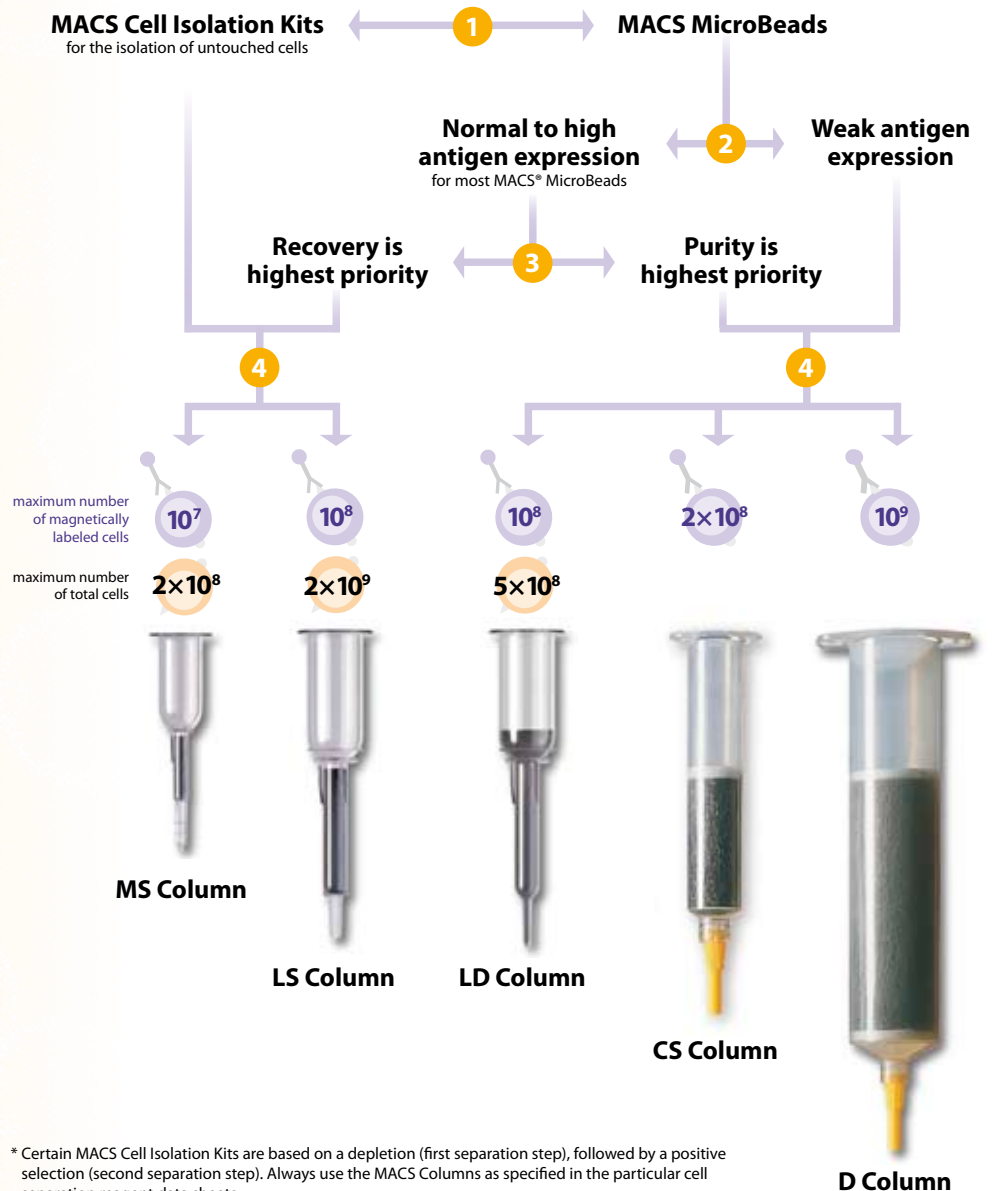 MACS Cell Isolation Kits
for the isolation of untouched cells
1
MACS MicroBeads
Normal to high
antigen expression
for most MACS® MicroBeads
2
Weak antigen
expression
Recovery is
highest priority
3
Purity is
highest priority
4
4
maximum number
of magnetically
labeled cells
10⁷
10⁸
10⁸
2×10⁸
10⁹
maximum number
of total cells
2×10⁸
2×10⁹
5×10⁸
MS Column
LS Column
LD Column
CS Column
D Column
* Certain MACS Cell Isolation Kits are based on a depletion (first separation step), followed by a positive
selection (second separation step). Always use the MACS Columns as specified in the particular cell
separation reagent data sheets